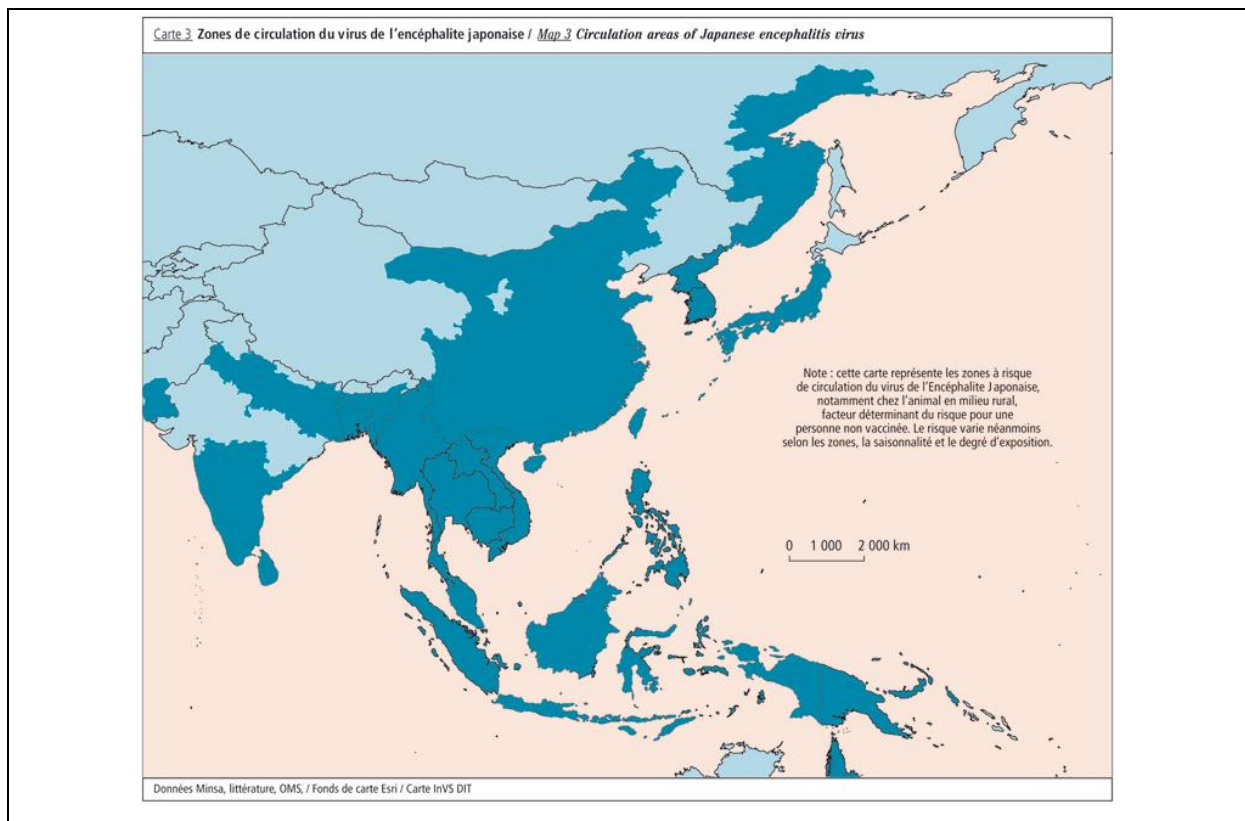 Carte 3 Zones de circulation du virus de l'encéphalite japonaise / Map 3 Circulation areas of Japanese encephalitis virus
Note : cette carte représente les zones à risque
de circulation du virus de l'Encéphalite Japonaise,
notamment chez l'animal en milieu rural,
facteur déterminant du risque pour une
personne non vaccinée. Le risque varie néanmoins
selon les zones, la saisonnalité et le degré d'exposition.
0 1 000 2 000 km
Données Minsa, littérature, OMS, / Fonds de carte Esri / Carte InVS DIT